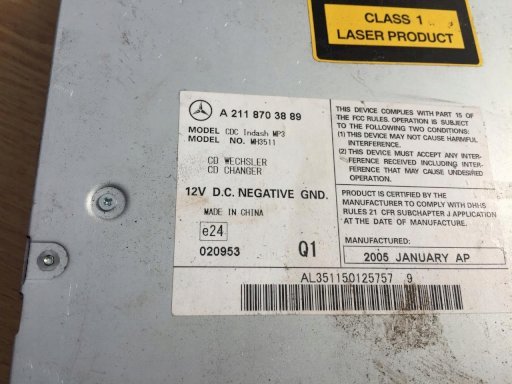 CLASS 1
LASER PRODUCT
A 211 870 38 89
MODEL CDC Indash MP3
MODEL NO. MH3511
CD WECHSLER
CD CHANGER
12V D.C. NEGATIVE GND.
MADE IN CHINA
e24
020953
Q1
THIS DEVICE COMPLIES WITH PART 15 OF
THE FCC RULES. OPERATION IS SUBJECT
TO THE FOLLOWING TWO CONDITIONS:
(1) THIS DEVICE MAY NOT CAUSE HARMFUL
INTERFERENCE.
(2) THIS DEVICE MUST ACCEPT ANY INTER-
FERENCE RECEIVED INCLUDING INTER-
FERENCE THAT MAY CAUSE UNDESIRED
OPERATION.
PRODUCT IS CERTIFIED BY THE
MANUFACTURER TO COMPLY WITH DHHS
RULES 21 CFR SUBCHAPTER J APPLICATION
AT THE DATE OF MANUFACTURE.
MANUFACTURED:
2005 JANUARY AP
AL351150125757 9